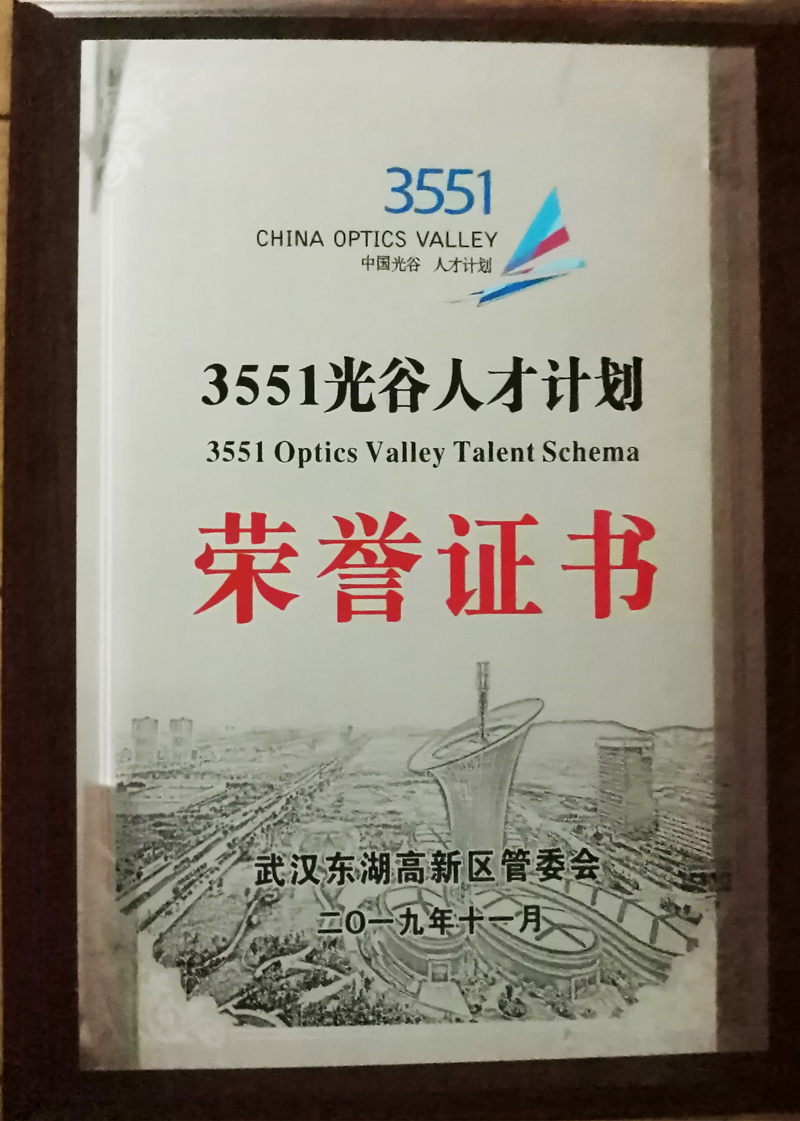 3551
CHINA OPTICS VALLEY
中国光谷 人才计划
3551光谷人才计划
3551 Optics Valley Talent Schema
荣誉证书
武汉东湖高新区管委会
二〇一九年十一月